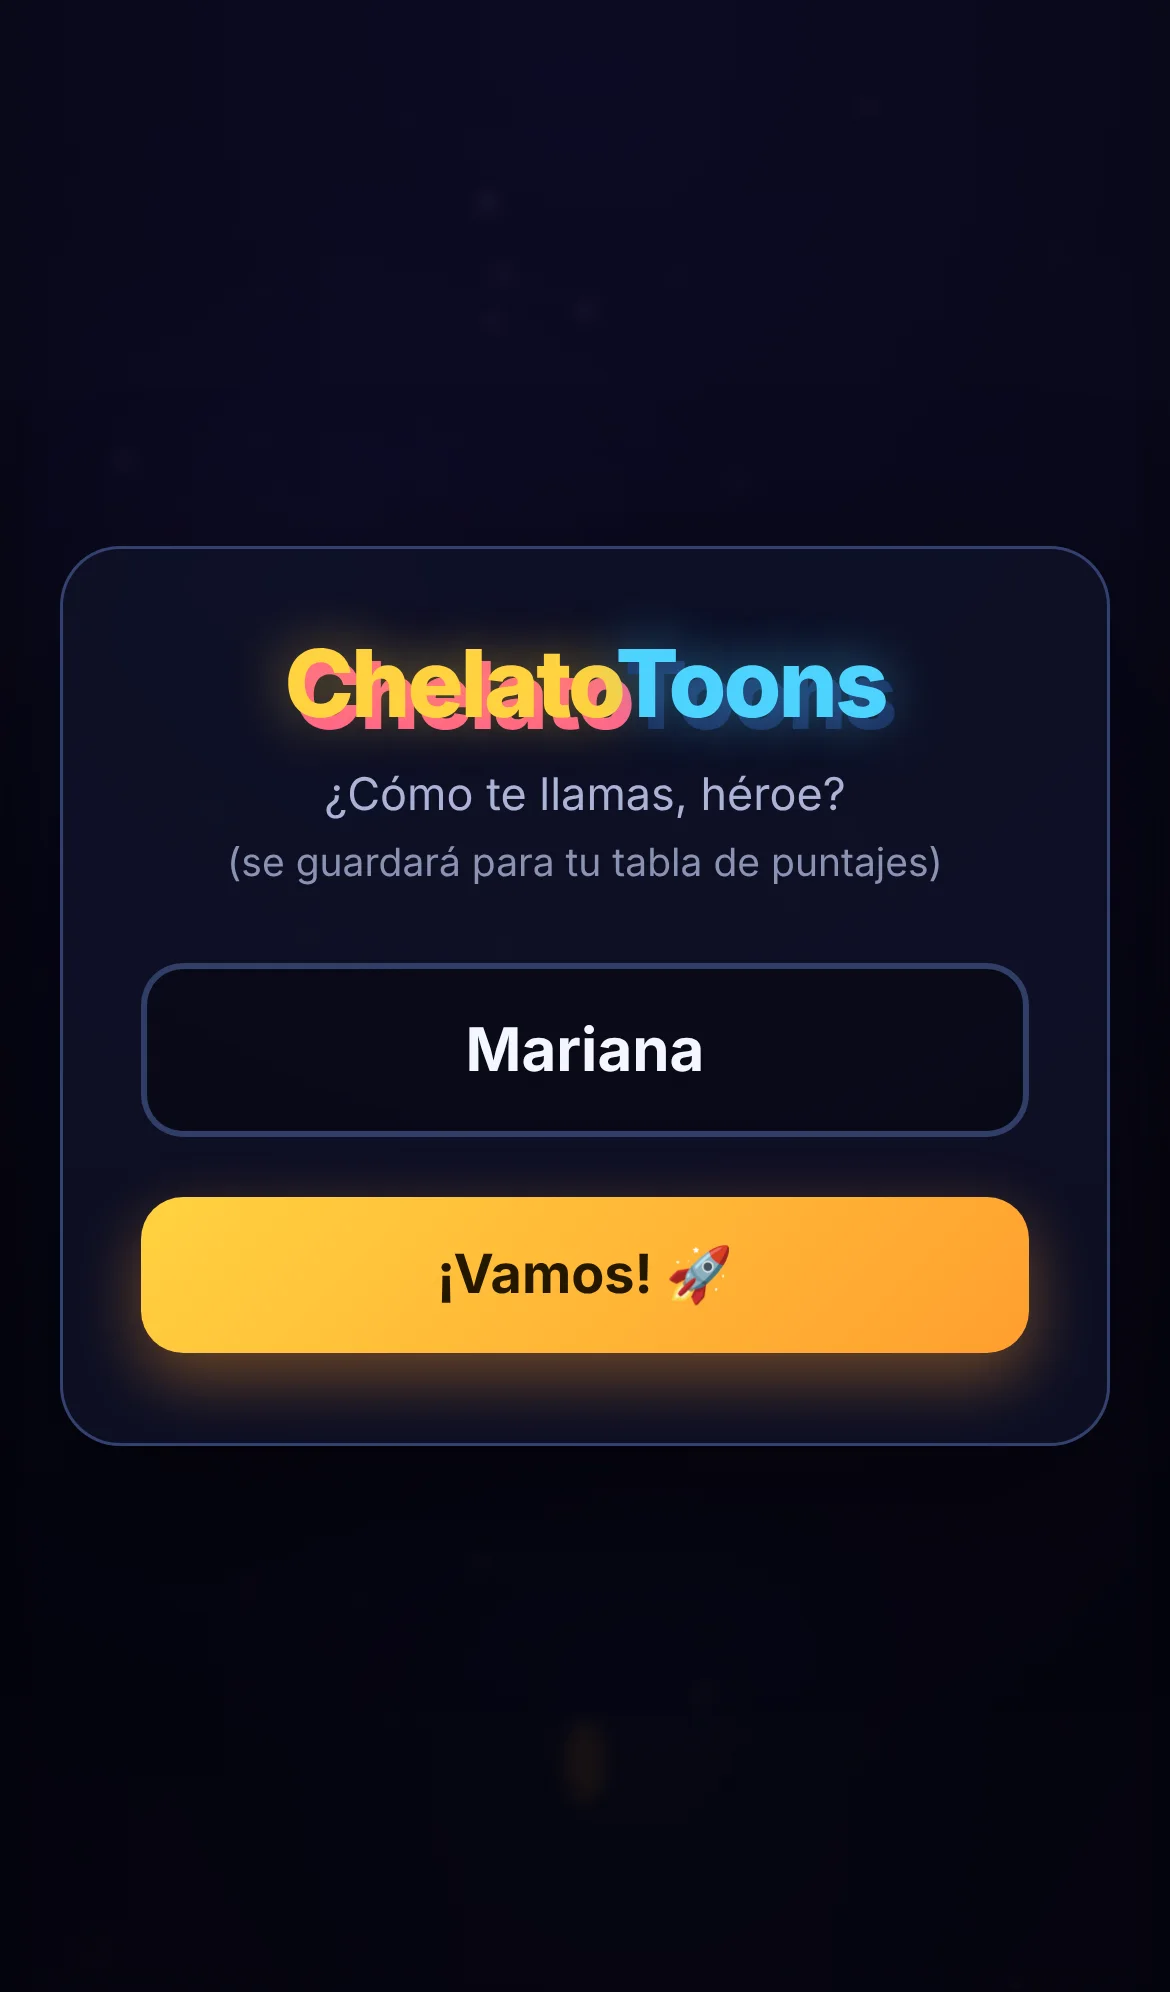 ChelatoToons
¿Cómo te llamas, héroe?
(se guardará para tu tabla de puntajes)
Mariana
¡Vamos! 🚀